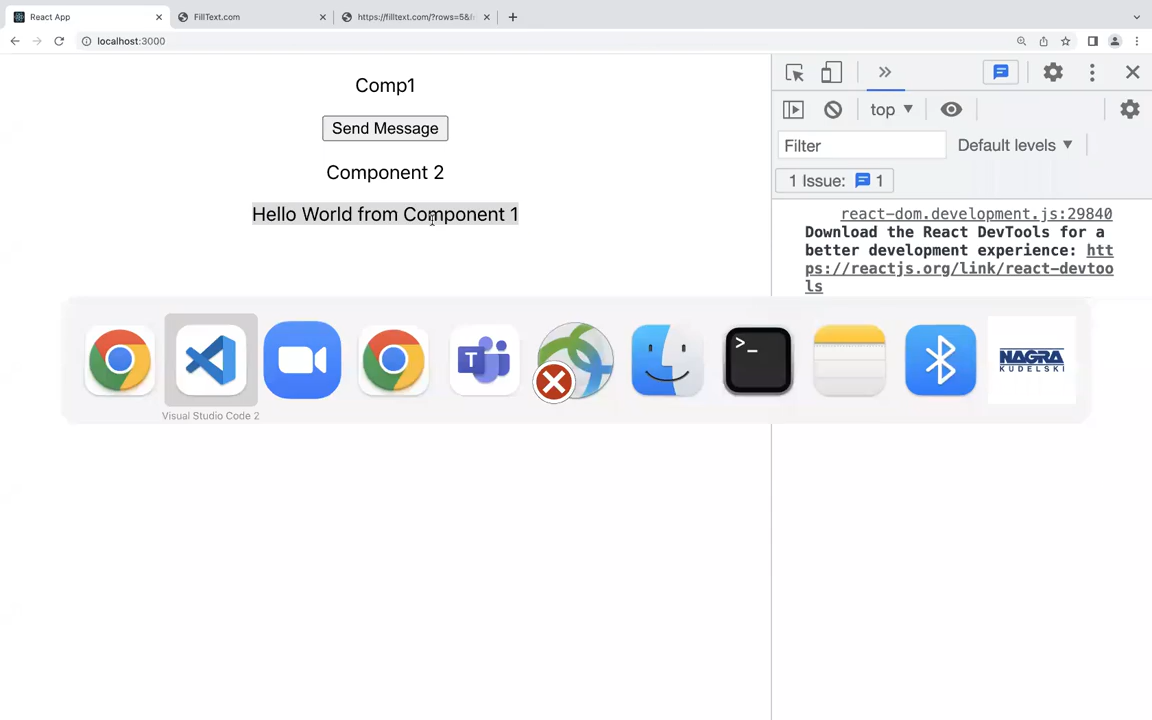 React App
FillText.com
https://filltext.com/?rows=5&
localhost:3000
Comp1
Send Message
Component 2
Hello World from Component 1
top
Filter
Default levels
1 Issue:
1
react-dom.development.js:29840
Download the React DevTools for a
better development experience: htt
ps://reactjs.org/link/react-devtoo
ls
T
>_
NAGRA
KUDELSKI
Visual Studio Code 2